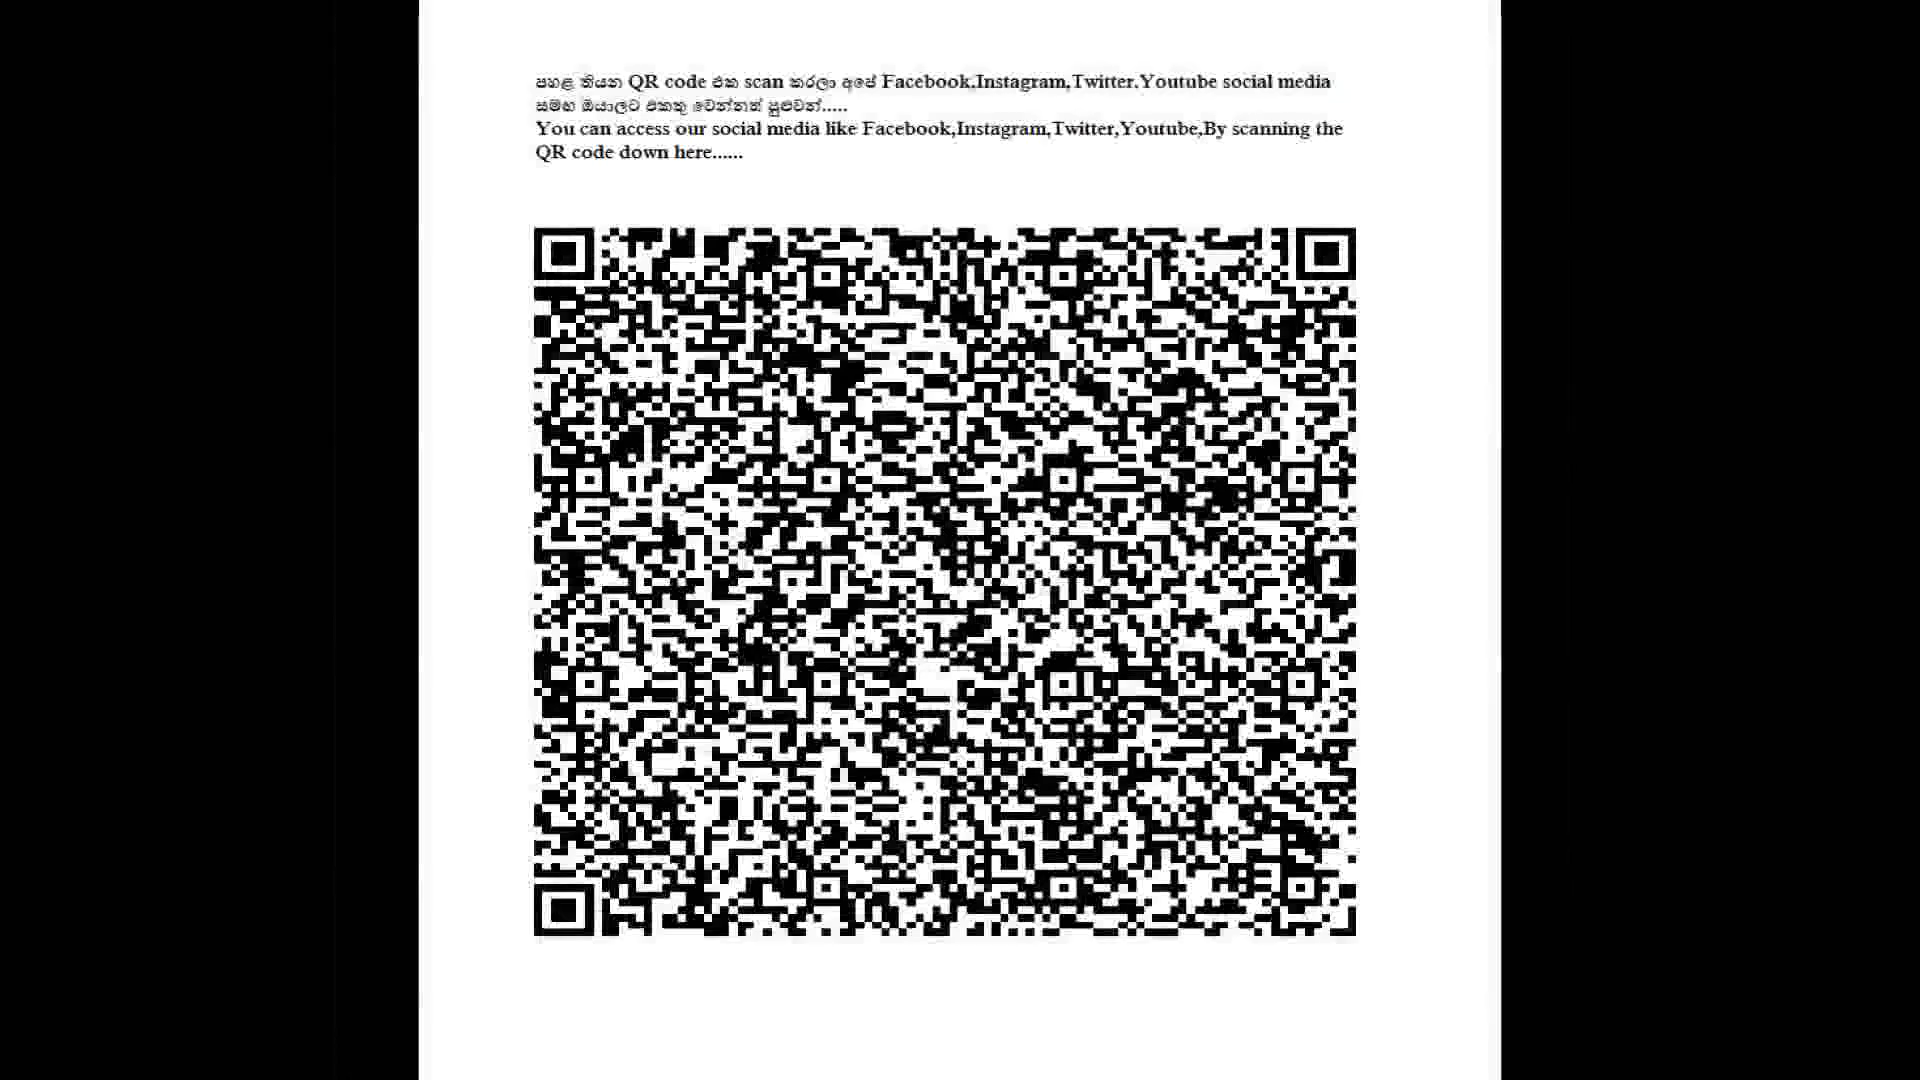 පහළ තියන QR code එක scan කරලා අපේ Facebook,Instagram,Twitter,Youtube social media
සමඟ ඔයාලට එකතු වෙන්නත් පුළුවන්.....
You can access our social media like Facebook,Instagram,Twitter,Youtube,By scanning the
QR code down here......